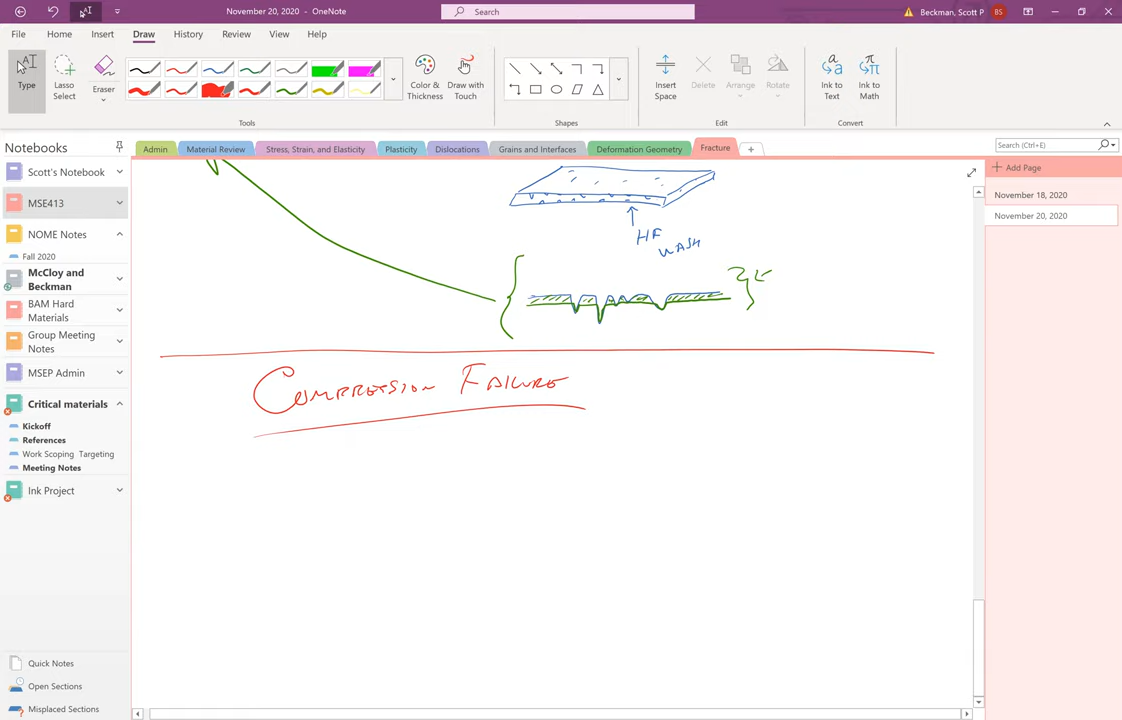 November 20, 2020 - OneNote
Search
Beckman, Scott P
BS
File Home Insert Draw History Review View Help
Type
Lasso Select
Eraser
Color & Thickness
Draw with Touch
Insert Space
Delete
Arrange
Rotate
Ink to Text
Ink to Math
Tools
Shapes
Edit
Convert
Notebooks
Admin Material Review Stress, Strain, and Elasticity Plasticity Dislocations Grains and Interfaces Deformation Geometry Fracture
Search (Ctrl+E)
Scott's Notebook
MSE413
NOME Notes
Fall 2020
McCloy and Beckman
BAM Hard Materials
Group Meeting Notes
MSEP Admin
Critical materials
Kickoff
References
Work Scoping Targeting
Meeting Notes
Ink Project
Quick Notes
Open Sections
Misplaced Sections
Add Page
November 18, 2020
November 20, 2020
HF
WASH
COMPRESSION FAILURE